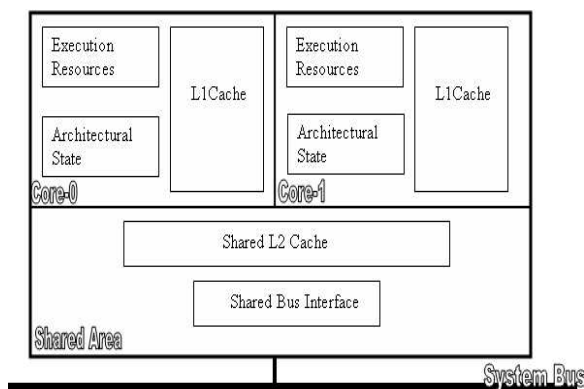 Execution
Resources
L1Cache
Architectural
State
Core-0
Execution
Resources
L1Cache
Architectural
State
Core-1
Shared L2 Cache
Shared Bus Interface
Shared Area
System Bus